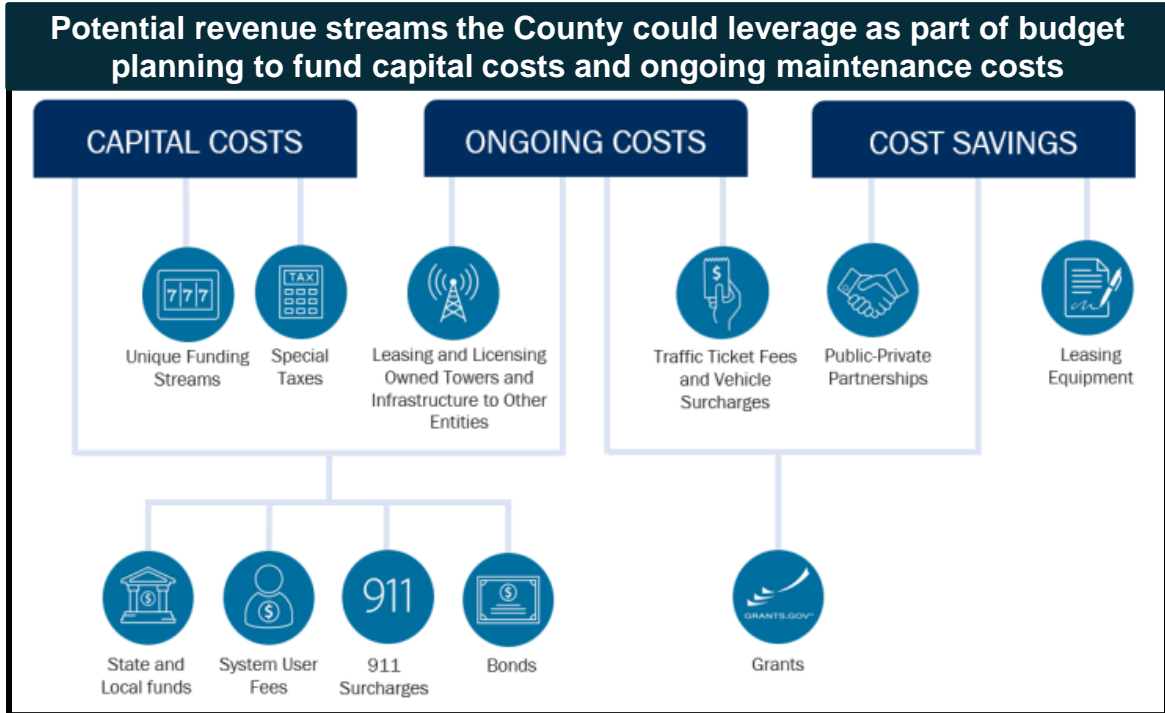 Potential revenue streams the County could leverage as part of budget
planning to fund capital costs and ongoing maintenance costs
CAPITAL COSTS
ONGOING COSTS
COST SAVINGS
777
Unique Funding
Streams
TAX
Special
Taxes
Leasing and Licensing
Owned Towers and
Infrastructure to Other
Entities
$
Traffic Ticket Fees
and Vehicle
Surcharges
Public-Private
Partnerships
Leasing
Equipment
$
State and
Local funds
$
System User
Fees
911
911
Surcharges
$
Bonds
GRANTS.GOV℠
Grants